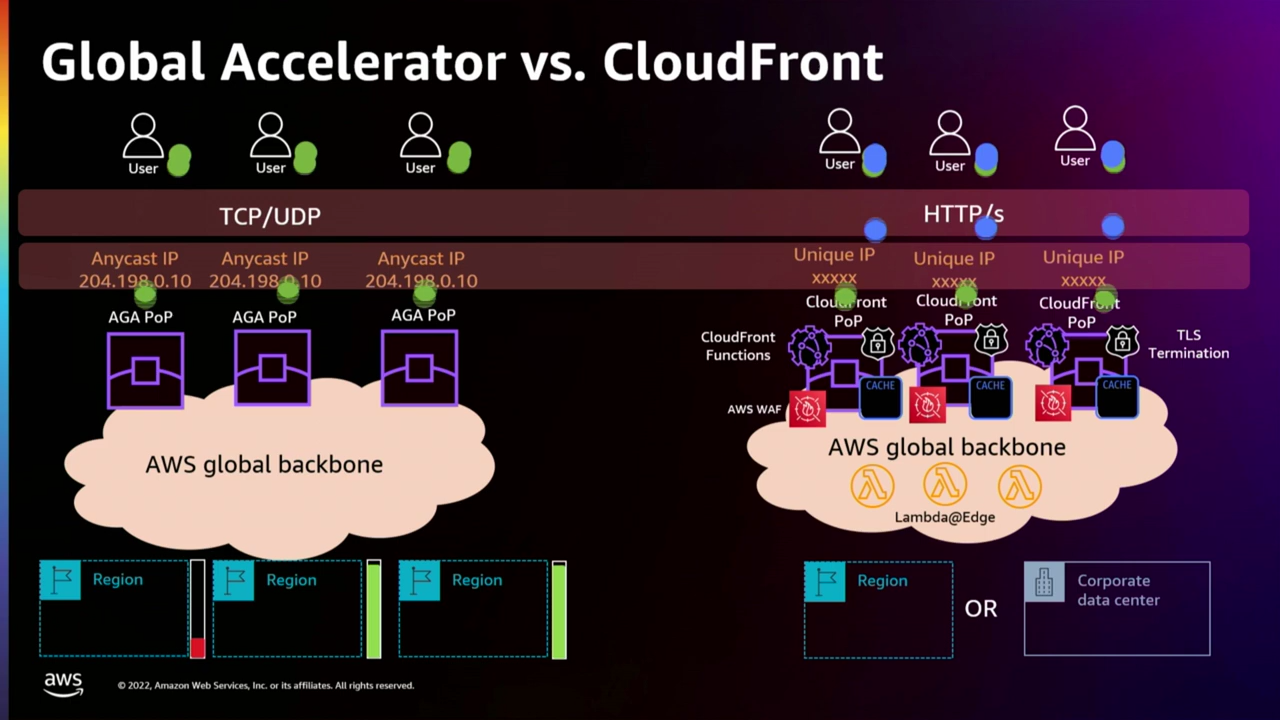 Global Accelerator vs. CloudFront
User
User
User
User
User
User
TCP/UDP
HTTP/s
Anycast IP
204.198.0.10
Anycast IP
204.198.0.10
Anycast IP
204.198.0.10
Unique IP
xxxxx
Unique IP
xxxxx
Unique IP
xxxxx
AGA PoP
AGA PoP
AGA PoP
CloudFront
PoP
CloudFront
PoP
CloudFront
PoP
CloudFront
Functions
TLS
Termination
AWS WAF
CACHE
CACHE
CACHE
AWS global backbone
AWS global backbone
Lambda@Edge
Region
Region
Region
Region
OR
Corporate
data center
aws
© 2022, Amazon Web Services, Inc. or its affiliates. All rights reserved.